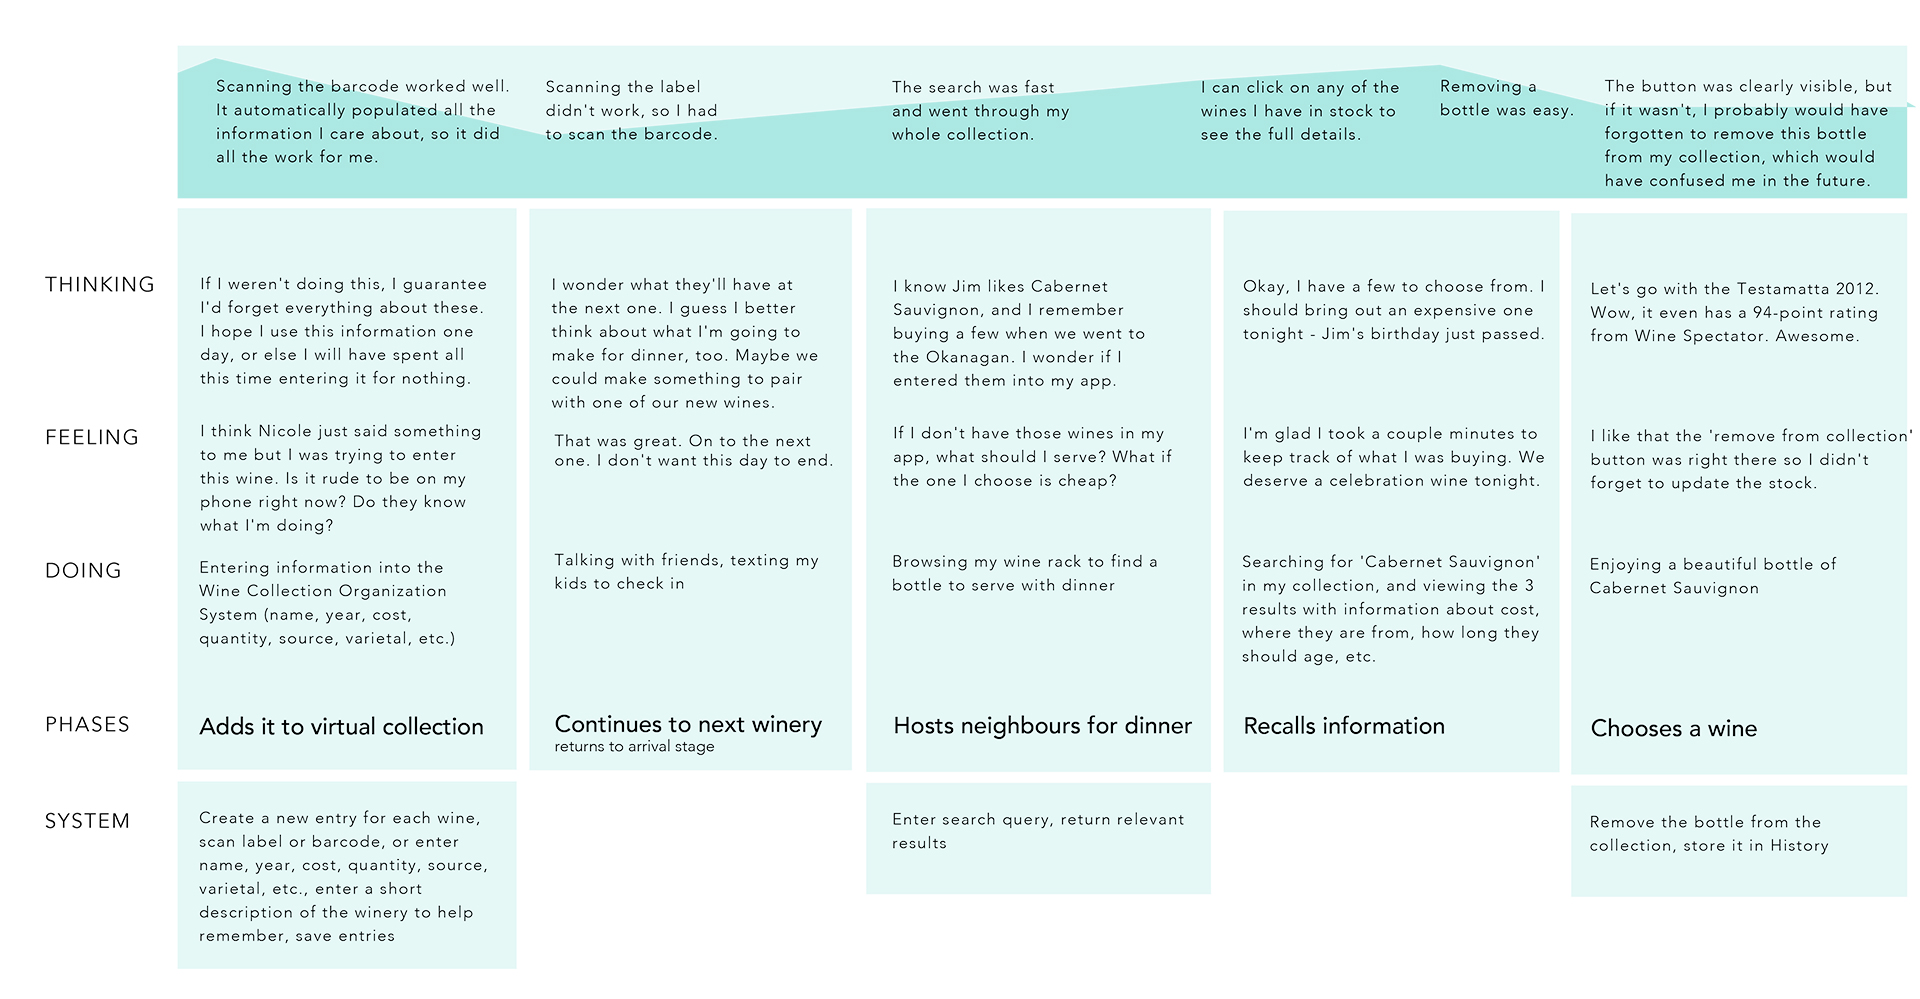 Scanning the barcode worked well.
It automatically populated all the
information I care about, so it did
all the work for me.
Scanning the label
didn't work, so I had
to scan the barcode.
The search was fast
and went through my
whole collection.
I can click on any of the
wines I have in stock to
see the full details.
Removing a
bottle was easy.
The button was clearly visible, but
if it wasn't, I probably would have
forgotten to remove this bottle
from my collection, which would
have confused me in the future.
THINKING
If I weren't doing this, I guarantee
I'd forget everything about these.
I hope I use this information one
day, or else I will have spent all
this time entering it for nothing.
I wonder what they'll have at
the next one. I guess I better
think about what I'm going to
make for dinner, too. Maybe we
could make something to pair
with one of our new wines.
I know Jim likes Cabernet
Sauvignon, and I remember
buying a few when we went to
the Okanagan. I wonder if I
entered them into my app.
Okay, I have a few to choose from. I
should bring out an expensive one
tonight - Jim's birthday just passed.
Let's go with the Testamatta 2012.
Wow, it even has a 94-point rating
from Wine Spectator. Awesome.
FEELING
I think Nicole just said something
to me but I was trying to enter
this wine. Is it rude to be on my
phone right now? Do they know
what I'm doing?
That was great. On to the next
one. I don't want this day to end.
If I don't have those wines in my
app, what should I serve? What if
the one I choose is cheap?
I'm glad I took a couple minutes to
keep track of what I was buying. We
deserve a celebration wine tonight.
I like that the 'remove from collection'
button was right there so I didn't
forget to update the stock.
DOING
Entering information into the
Wine Collection Organization
System (name, year, cost,
quantity, source, varietal, etc.)
Talking with friends, texting my
kids to check in
Browsing my wine rack to find a
bottle to serve with dinner
Searching for 'Cabernet Sauvignon'
in my collection, and viewing the 3
results with information about cost,
where they are from, how long they
should age, etc.
Enjoying a beautiful bottle of
Cabernet Sauvignon
PHASES
Adds it to virtual collection
Continues to next winery
returns to arrival stage
Hosts neighbours for dinner
Recalls information
Chooses a wine
SYSTEM
Create a new entry for each wine,
scan label or barcode, or enter
name, year, cost, quantity, source,
varietal, etc., enter a short
description of the winery to help
remember, save entries
Enter search query, return relevant
results
Remove the bottle from the
collection, store it in History